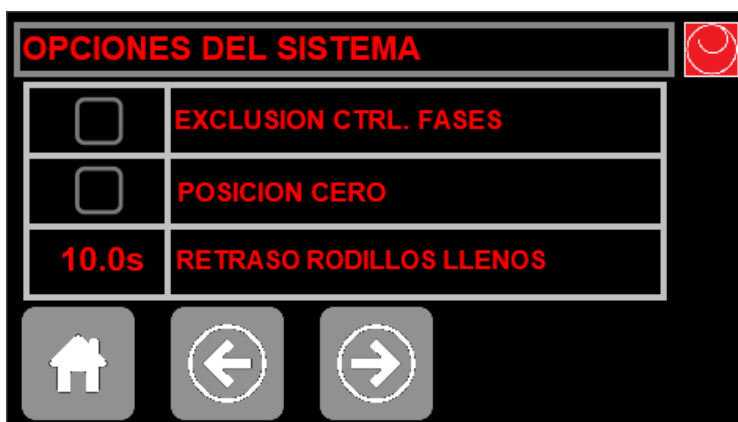 OPCIONES DEL SISTEMA
EXCLUSION CTRL. FASES
POSICION CERO
10.0s RETRASO RODILLOS LLENOS